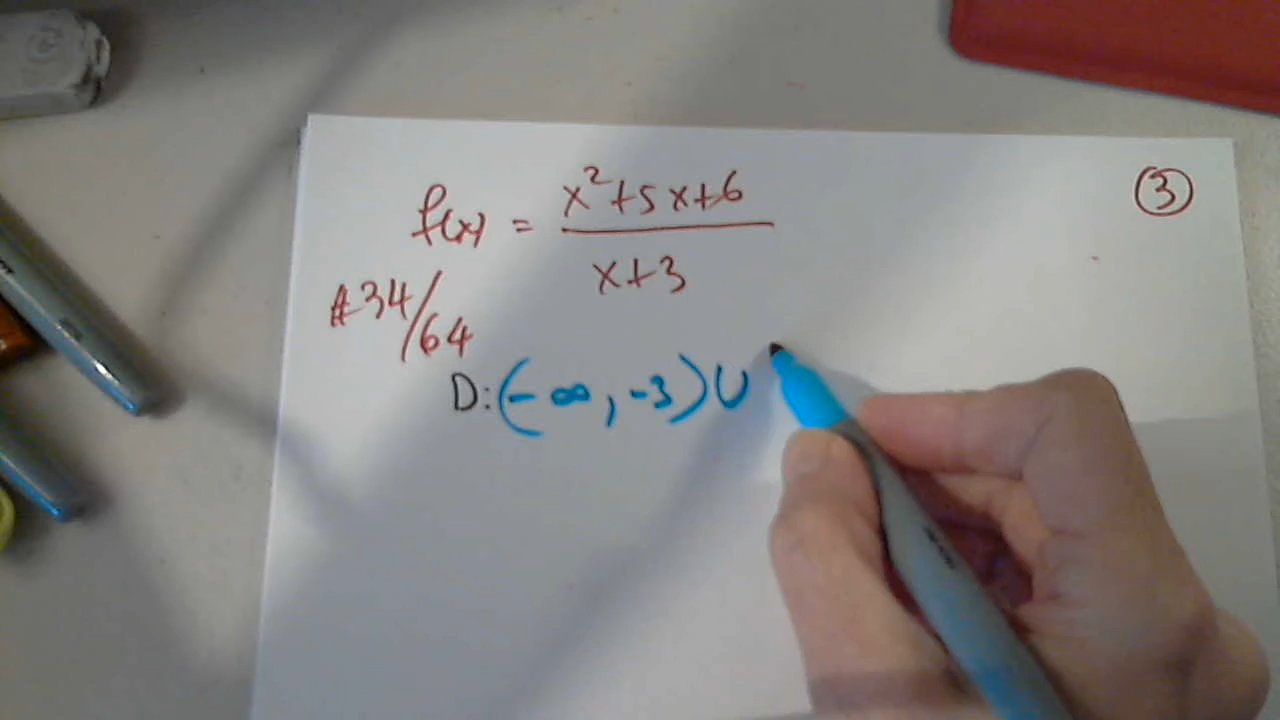 ③
f(x) = x²+5x+6
x+3
#34/64
D: (-∞, -3) ∪